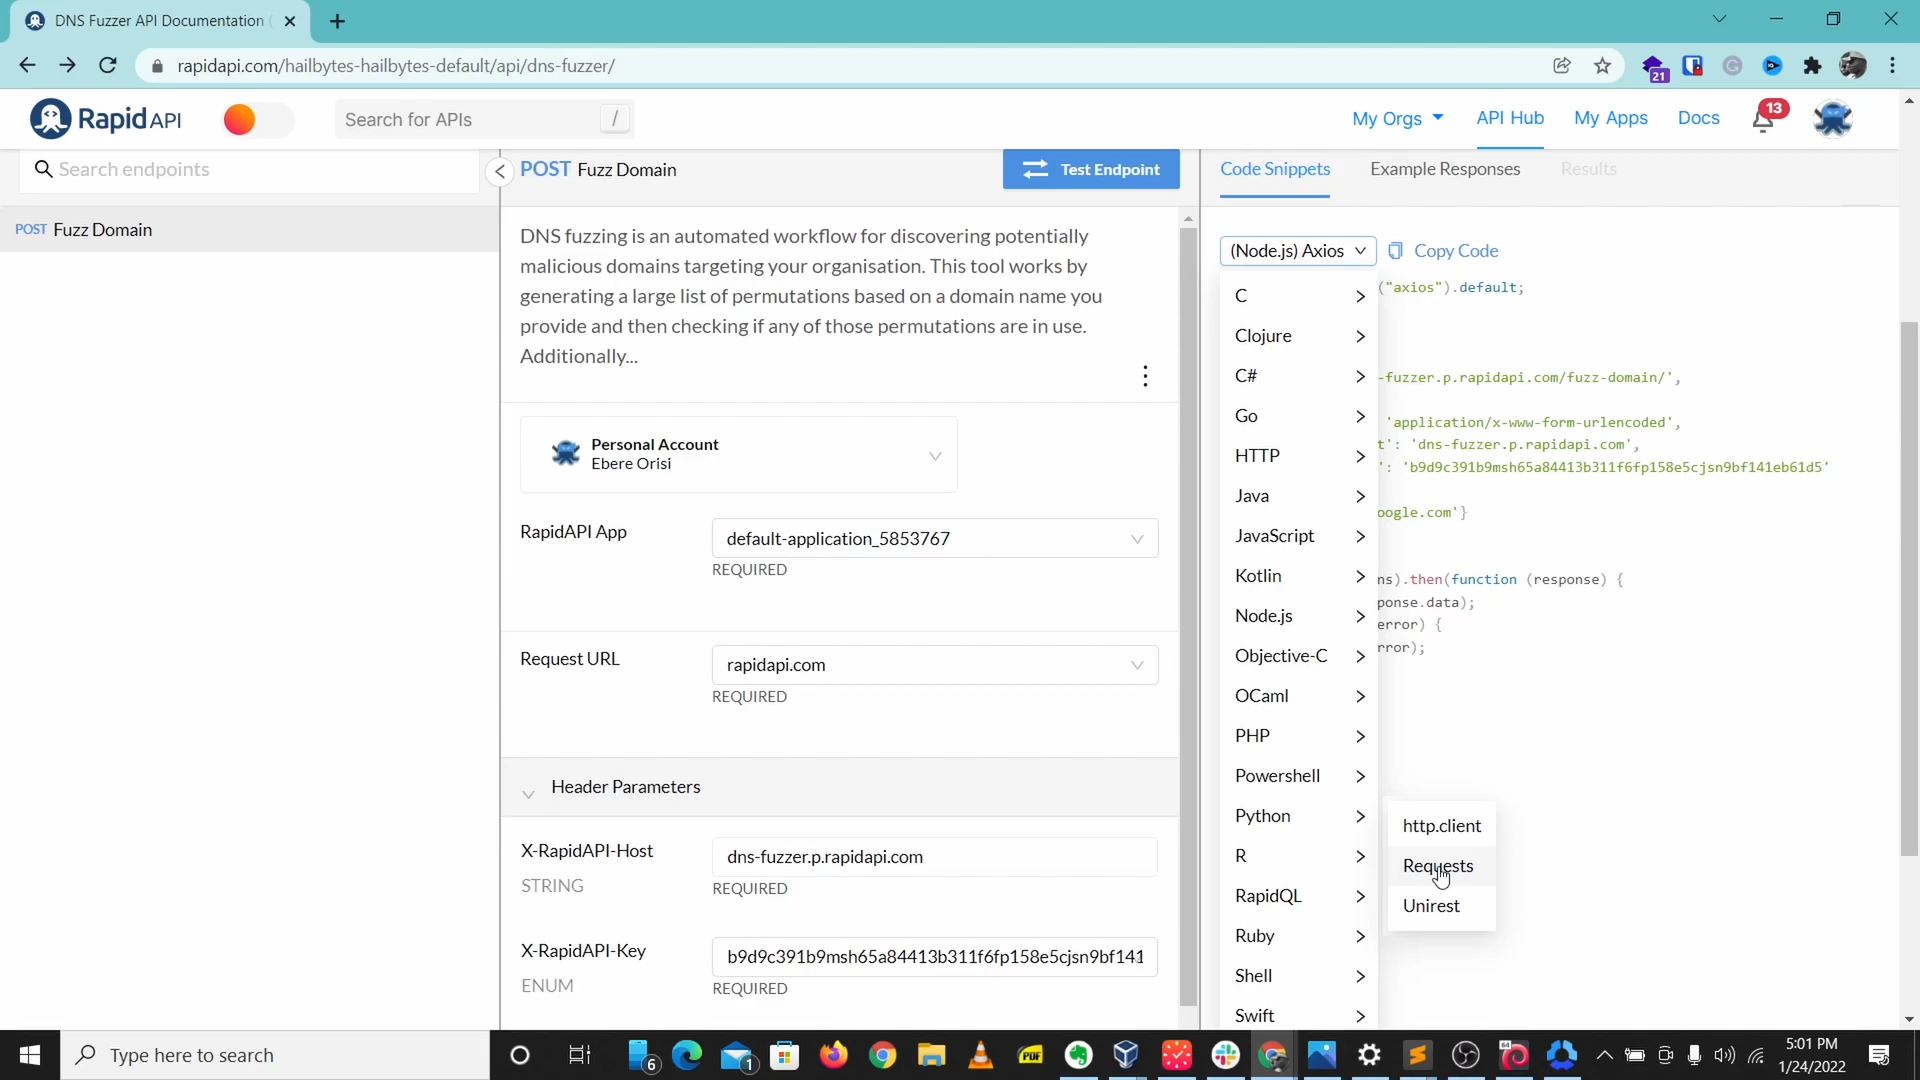 DNS Fuzzer API Documentation (
rapidapi.com/hailbytes-hailbytes-default/api/dns-fuzzer/
21
Rapid API
Search for APIs
/
My Orgs
API Hub
My Apps
Docs
13
Search endpoints
POST Fuzz Domain
Test Endpoint
Code Snippets
Example Responses
Results
POST Fuzz Domain
DNS fuzzing is an automated workflow for discovering potentially
malicious domains targeting your organisation. This tool works by
generating a large list of permutations based on a domain name you
provide and then checking if any of those permutations are in use.
Additionally...
Personal Account
Ebere Orisi
RapidAPI App
default-application_5853767
REQUIRED
Request URL
rapidapi.com
REQUIRED
Header Parameters
X-RapidAPI-Host
STRING
dns-fuzzer.p.rapidapi.com
REQUIRED
X-RapidAPI-Key
ENUM
b9d9c391b9msh65a84413b311f6fp158e5cjsn9bf141
REQUIRED
(Node.js) Axios
Copy Code
C
Clojure
C#
Go
HTTP
Java
JavaScript
Kotlin
Node.js
Objective-C
OCaml
PHP
Powershell
Python
R
RapidQL
Ruby
Shell
Swift
http.client
Requests
Unirest
("axios").default;
-fuzzer.p.rapidapi.com/fuzz-domain/',
'application/x-www-form-urlencoded',
t': 'dns-fuzzer.p.rapidapi.com',
': 'b9d9c391b9msh65a84413b311f6fp158e5cjsn9bf141eb61d5'
oogle.com'}
ns).then(function (response) {
ponse.data);
error) {
rror);
Type here to search
6
1
PDF
64
5:01 PM
1/24/2022